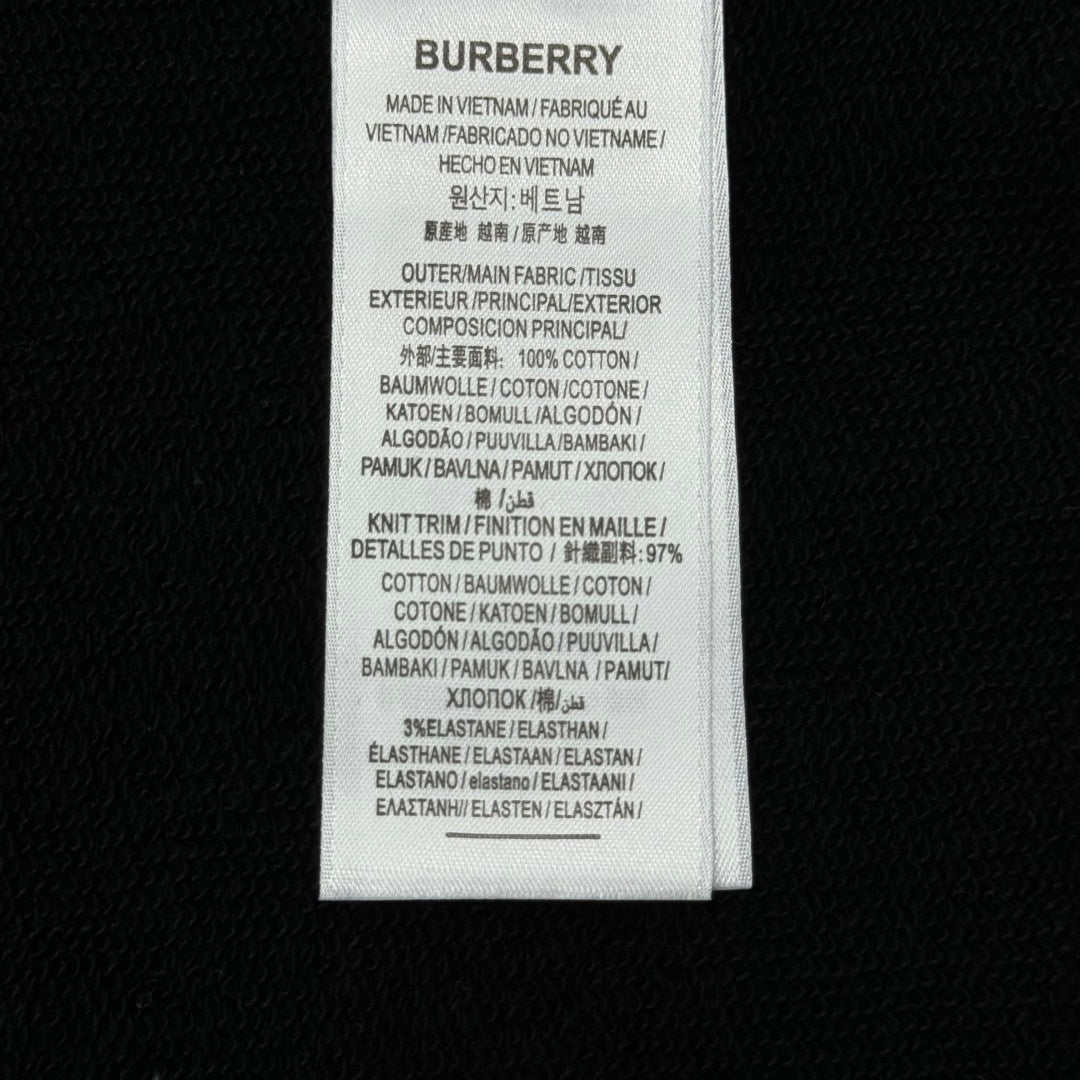 BURBERRY
MADE IN VIETNAM / FABRIQUÉ AU
VIETNAM /FABRICADO NO VIETNAME /
HECHO EN VIETNAM
원산지: 베트남
原産地 越南 / 原产地 越南
OUTER/MAIN FABRIC /TISSU
EXTERIEUR /PRINCIPAL/EXTERIOR
COMPOSICION PRINCIPAL/
外部/主要面料: 100% COTTON /
BAUMWOLLE / COTON /COTONE /
KATOEN / BOMULL /ALGODÓN /
ALGODÃO / PUUVILLA /BAMBAKI /
PAMUK / BAVLNA / PAMUT / ХЛОПОК /
棉 /قطن
KNIT TRIM / FINITION EN MAILLE /
DETALLES DE PUNTO / 針織副料: 97%
COTTON / BAUMWOLLE / COTON /
COTONE / KATOEN / BOMULL /
ALGODÓN / ALGODÃO / PUUVILLA /
BAMBAKI / PAMUK / BAVLNA / PAMUT/
ХЛОПОК /棉/قطن
3%ELASTANE / ELASTHAN /
ÉLASTHANE / ELASTAAN / ELASTAN /
ELASTANO / elastano / ELASTAANI /
ΕΛΑΣΤΑΝΗ// ELASTEN / ELASZTÁN /